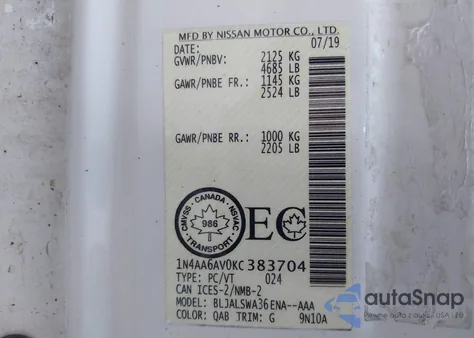 MFD BY NISSAN MOTOR CO., LTD.
DATE: 07/19
GVWR/PNBV: 2125 KG
4685 LB
GAWR/PNBE FR.: 1145 KG
2524 LB
GAWR/PNBE RR.: 1000 KG
2205 LB
CANADA
CMVSS NSVAC
986
TRANSPORT
EC
1N4AA6AV0KC383704
TYPE: PC/VT 024
CAN ICES-2/NMB-2
MODEL: BLJALSWA36ENA--AAA
COLOR: QAB TRIM: G 9N10A
autoSnap